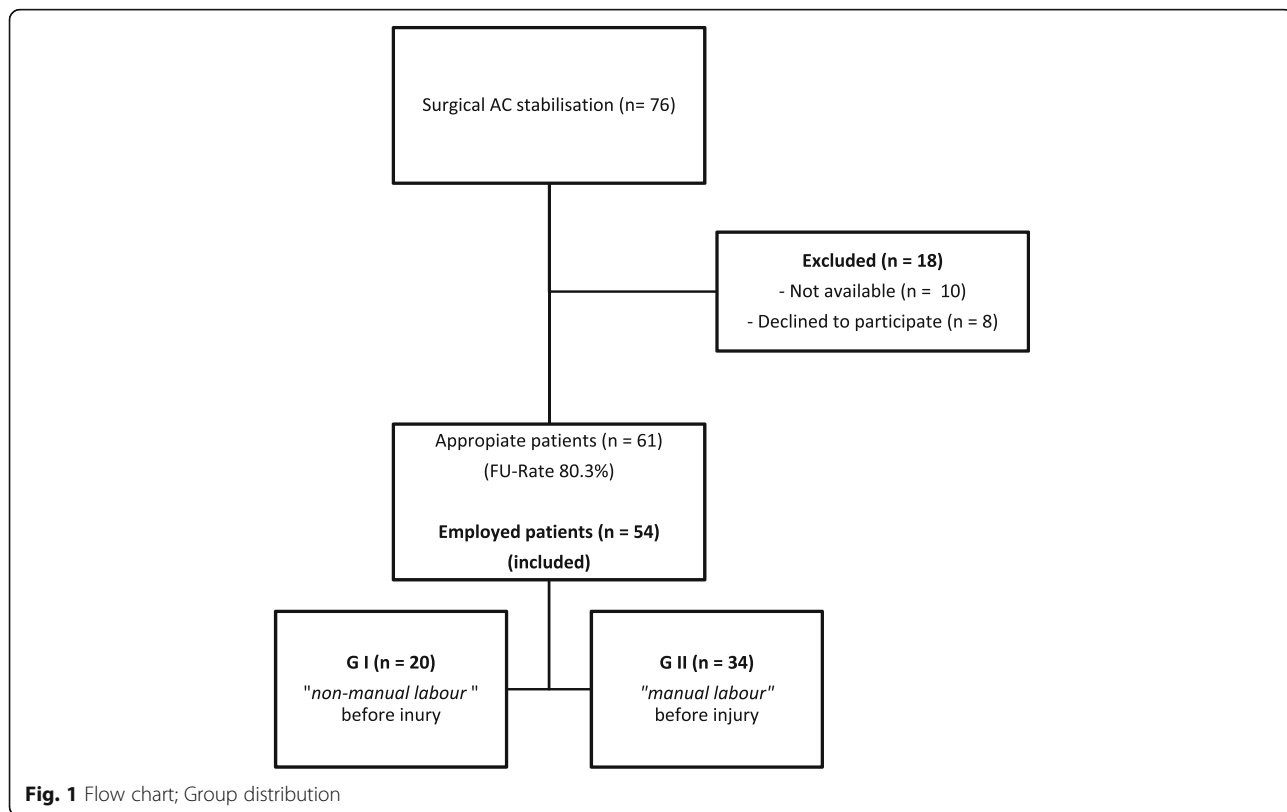 Surgical AC stabilisation (n= 76)
Excluded (n = 18)
- Not available (n = 10)
- Declined to participate (n = 8)
Appropiate patients (n = 61)
(FU-Rate 80.3%)
Employed patients (n = 54)
(included)
G I (n = 20)
"non-manual labour "
before inury
G II (n = 34)
"manual labour"
before injury
Fig. 1 Flow chart; Group distribution